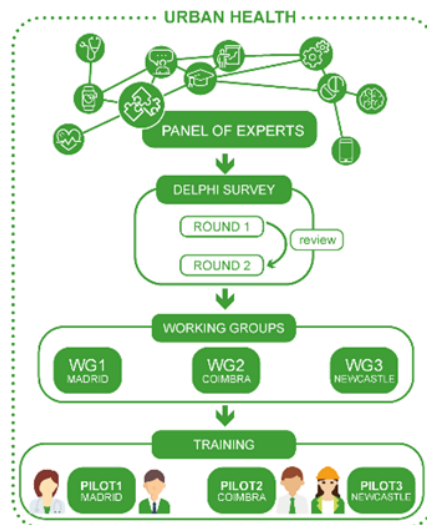 URBAN HEALTH
PANEL OF EXPERTS
DELPHI SURVEY
ROUND 1
review
ROUND 2
WORKING GROUPS
WG1
MADRID
WG2
COIMBRA
WG3
NEWCASTLE
TRAINING
PILOT1
MADRID
PILOT2
COIMBRA
PILOT3
NEWCASTLE